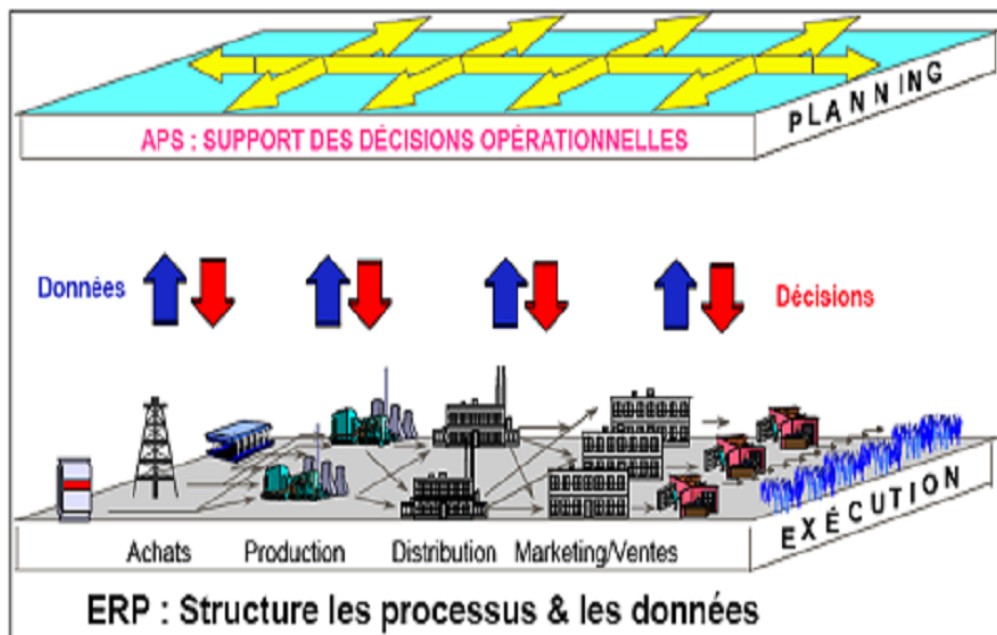 PLANNING
APS : SUPPORT DES DÉCISIONS OPÉRATIONNELLES
Données
Décisions
EXÉCUTION
Achats
Production
Distribution
Marketing/Ventes
ERP : Structure les processus & les données